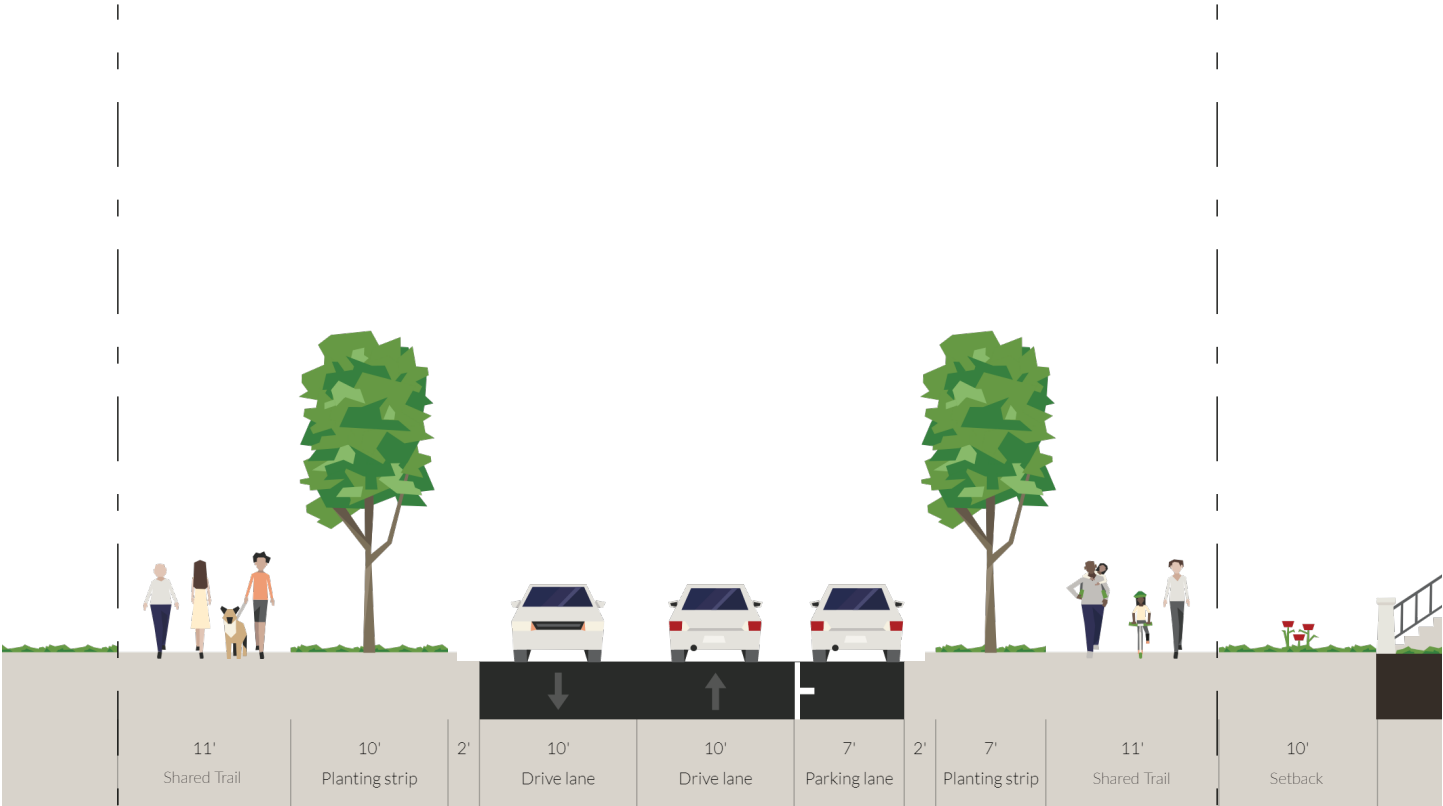 11'
Shared Trail
10'
Planting strip
2'
10'
Drive lane
10'
Drive lane
7'
Parking lane
2'
7'
Planting strip
11'
Shared Trail
10'
Setback